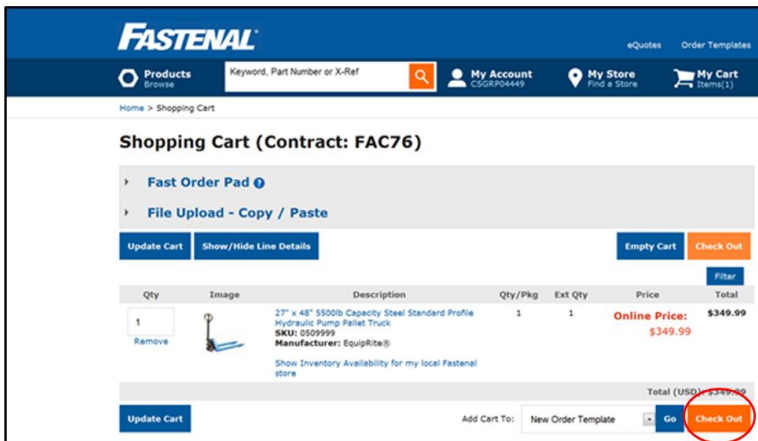 FASTENAL
eQuotes Order Templates
Products
Browse
Keyword, Part Number or X-Ref
My Account
CSGRP04449
My Store
Find a Store
My Cart
Items(1)
Home > Shopping Cart
Shopping Cart (Contract: FAC76)
Fast Order Pad ?
File Upload - Copy / Paste
Update Cart Show/Hide Line Details Empty Cart Check Out
Filter
Qty Image Description Qty/Pkg Ext Qty Price Total
1
Remove
27" x 48" 5500lb Capacity Steel Standard Profile
Hydraulic Pump Pallet Truck
SKU: 0509999
Manufacturer: EquipRite®
Show Inventory Availability for my local Fastenal
store
1 1
Online Price:
$349.99
$349.99
Total (USD): $349.99
Update Cart Add Cart To: New Order Template Go Check Out